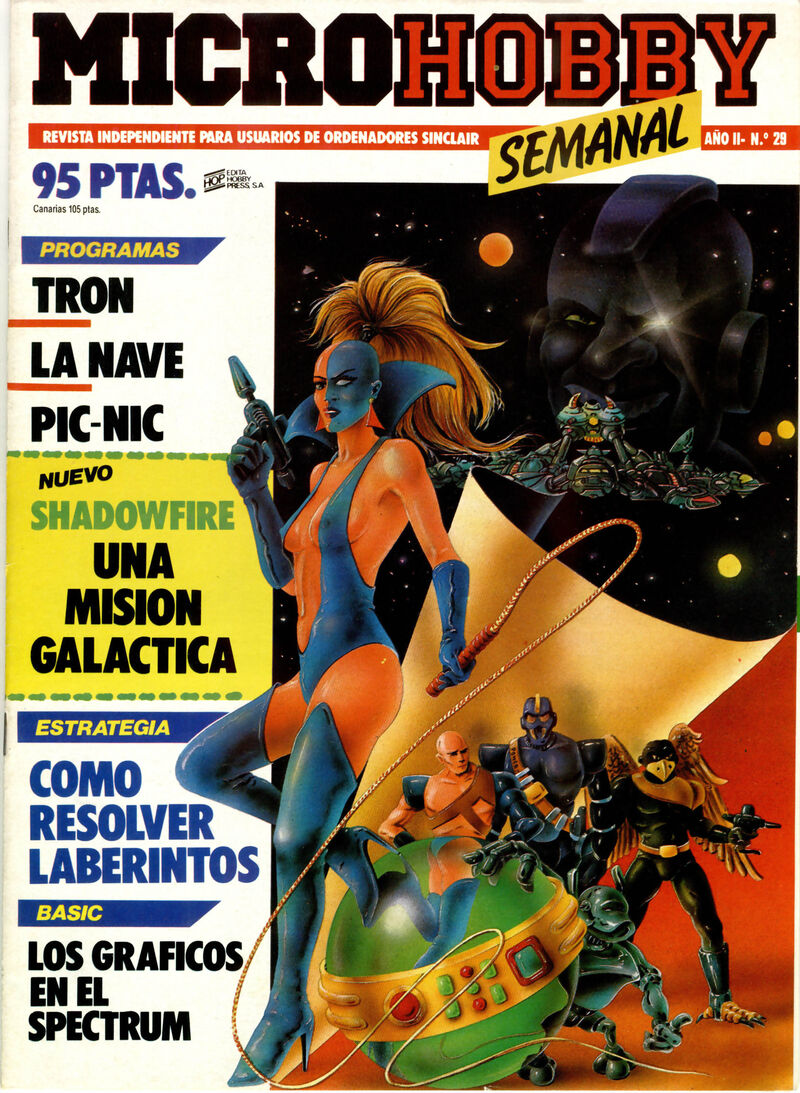 MICROHOBBY
REVISTA INDEPENDIENTE PARA USUARIOS DE ORDENADORES SINCLAIR
SEMANAL
AÑO II- N.º 29
95 PTAS.
HOP
EDITA
HOBBY
PRESS, S.A
Canarias 105 ptas.
PROGRAMAS
TRON
LA NAVE
PIC-NIC
NUEVO
SHADOWFIRE
UNA
MISION
GALACTICA
ESTRATEGIA
COMO
RESOLVER
LABERINTOS
BASIC
LOS GRAFICOS
EN EL
SPECTRUM